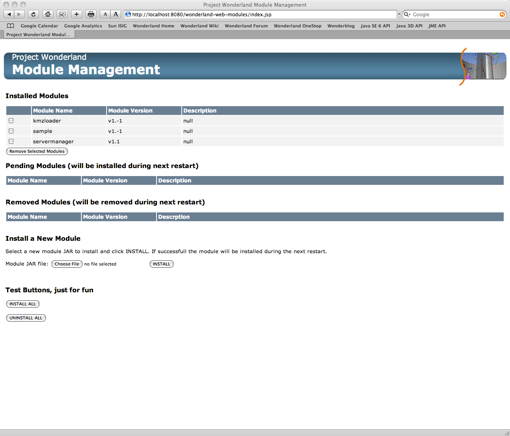 Project Wonderland Module Management
http://localhost:8080/wonderland-web-modules/index.jsp
Google
Google Calendar Google Analytics Sun ISIG Wonderland Home Wonderland Wiki Wonderland Forum Wonderland OneStop Wonderblog Java SE 6 API Java 3D API JME API
Project Wonderland Modul...
Project Wonderland
Module Management
Installed Modules
Module Name Module Version Description
kmzloader v1.-1 null
sample v1.-1 null
servermanager v1.1 null
Remove Selected Modules
Pending Modules (will be installed during next restart)
Module Name Module Version Description
Removed Modules (will be removed during next restart)
Module Name Module Version Descrption
Install a New Module
Select a new module JAR to install and click INSTALL. If successfull the module will be installed during the next restart.
Module JAR file: Choose File no file selected INSTALL
Test Buttons, just for fun
INSTALL ALL
UNINSTALL ALL